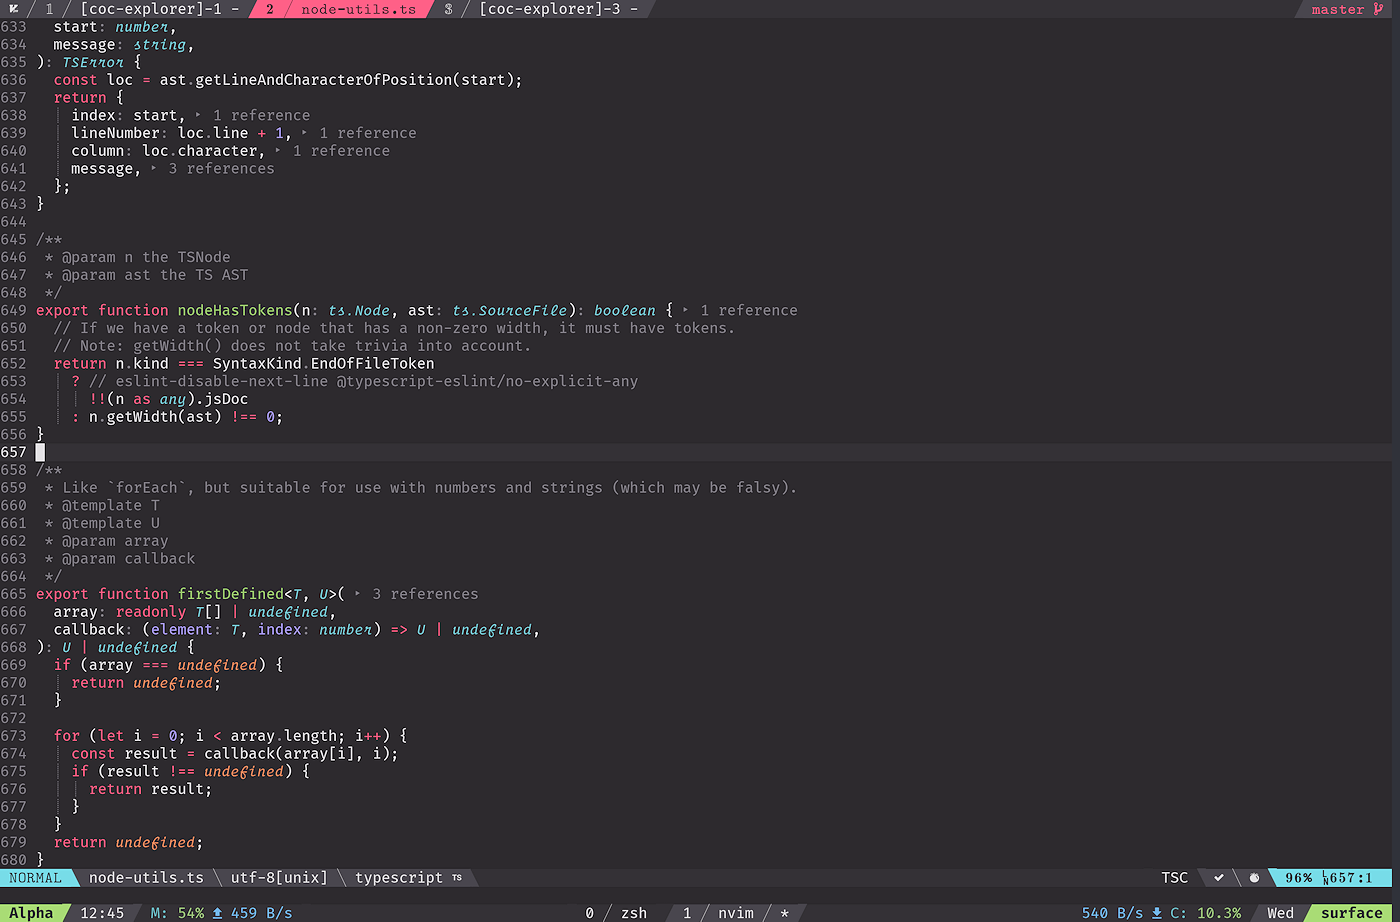 1 [coc-explorer]-1 - 2 node-utils.ts 3 [coc-explorer]-3 - master
633 start: number,
634 message: string,
635 ): TSError {
636 const loc = ast.getLineAndCharacterOfPosition(start);
637 return {
638 index: start, ‣ 1 reference
639 lineNumber: loc.line + 1, ‣ 1 reference
640 column: loc.character, ‣ 1 reference
641 message, ‣ 3 references
642 };
643 }
644
645 /**
646 * @param n the TSNode
647 * @param ast the TS AST
648 */
649 export function nodeHasTokens(n: ts.Node, ast: ts.SourceFile): boolean { ‣ 1 reference
650 // If we have a token or node that has a non-zero width, it must have tokens.
651 // Note: getWidth() does not take trivia into account.
652 return n.kind === SyntaxKind.EndOfFileToken
653 ? // eslint-disable-next-line @typescript-eslint/no-explicit-any
654 !!(n as any).jsDoc
655 : n.getWidth(ast) !== 0;
656 }
657
658 /**
659 * Like `forEach`, but suitable for use with numbers and strings (which may be falsy).
660 * @template T
661 * @template U
662 * @param array
663 * @param callback
664 */
665 export function firstDefined<T, U>( ‣ 3 references
666 array: readonly T[] | undefined,
667 callback: (element: T, index: number) => U | undefined,
668 ): U | undefined {
669 if (array === undefined) {
670 return undefined;
671 }
672
673 for (let i = 0; i < array.length; i++) {
674 const result = callback(array[i], i);
675 if (result !== undefined) {
676 return result;
677 }
678 }
679 return undefined;
680 }
NORMAL node-utils.ts utf-8[unix] typescript TS TSC ✔ 96% LN 657:1
Alpha 12:45 M: 54% 459 B/s 0 zsh 1 nvim * 540 B/s C: 10.3% Wed surface